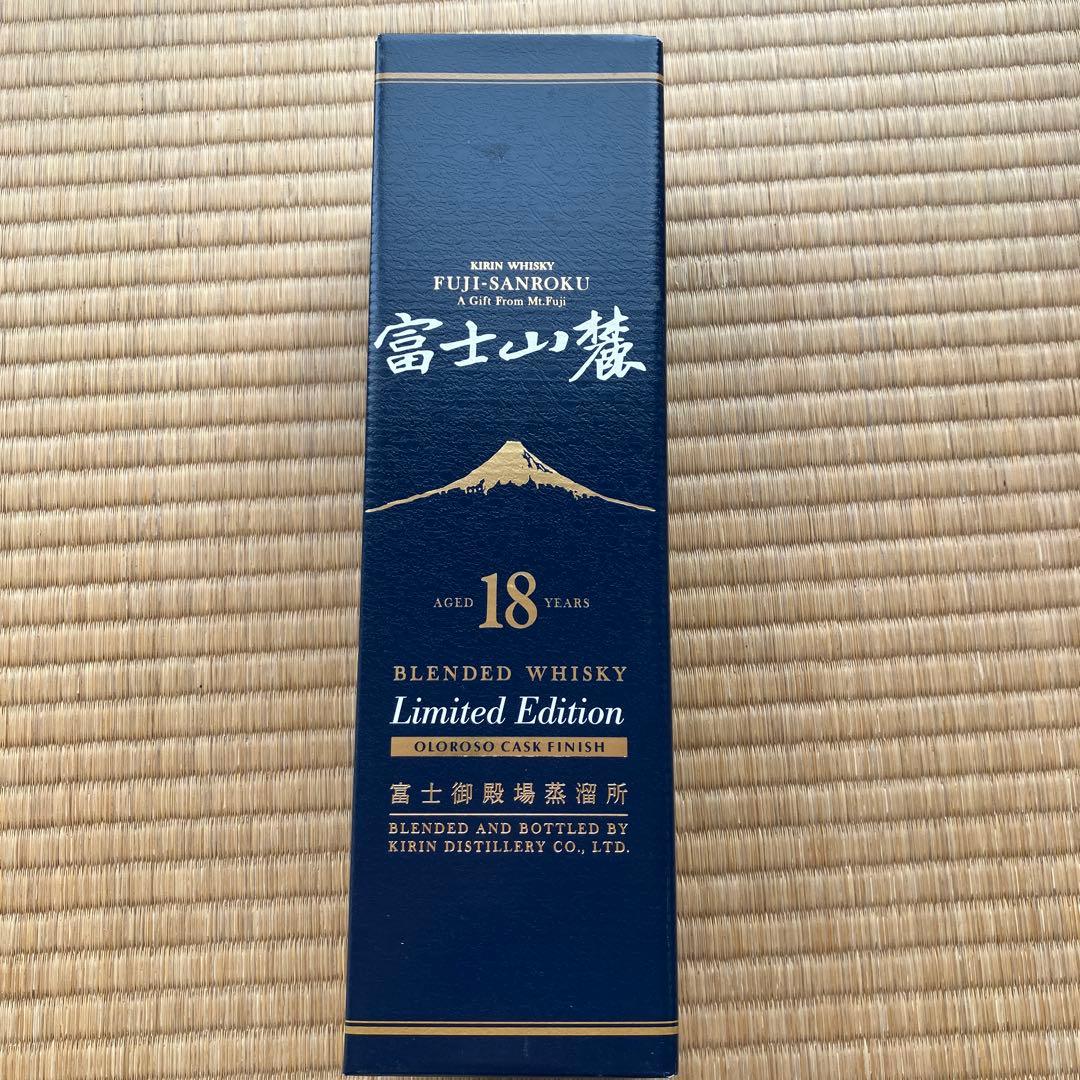 KIRIN WHISKY
FUJI-SANROKU
A Gift From Mt.Fuji
富士山麓
AGED 18 YEARS
BLENDED WHISKY
Limited Edition
OLOROSO CASK FINISH
富士御殿場蒸溜所
BLENDED AND BOTTLED BY
KIRIN DISTILLERY CO., LTD.